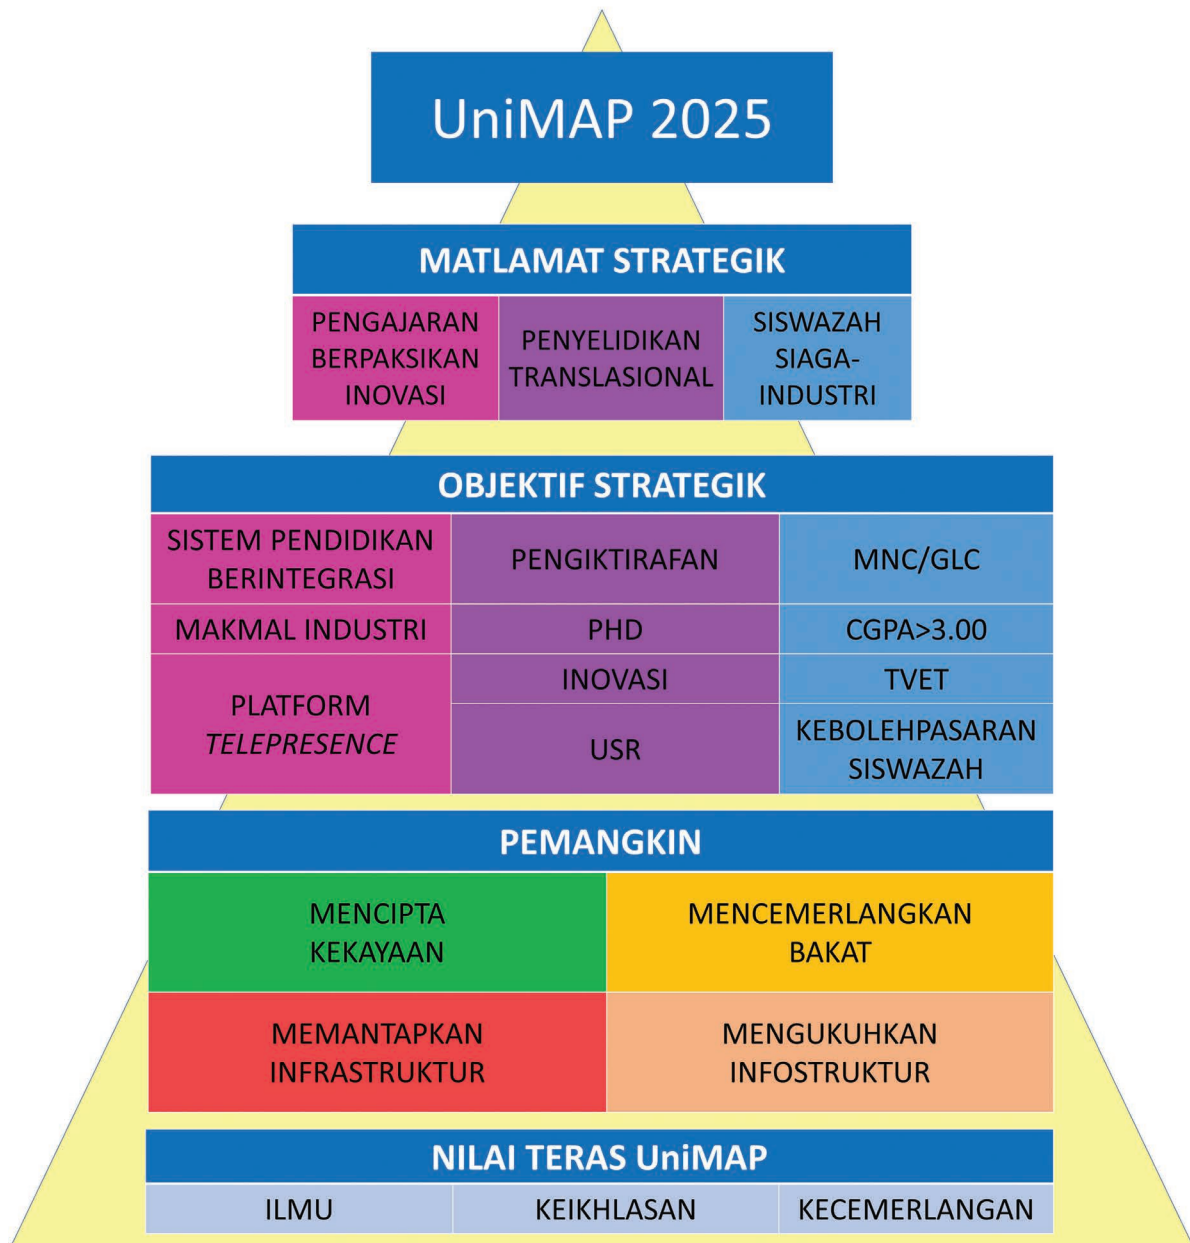 UniMAP 2025
MATLAMAT STRATEGIK
PENGAJARAN
BERPAKSIKAN
INOVASI
PENYELIDIKAN
TRANSLASIONAL
SISWAZAH
SIAGA-
INDUSTRI
OBJEKTIF STRATEGIK
SISTEM PENDIDIKAN
BERINTEGRASI
PENGIKTIRAFAN
MNC/GLC
MAKMAL INDUSTRI
PHD
CGPA>3.00
PLATFORM
TELEPRESENCE
INOVASI
TVET
USR
KEBOLEHPASARAN
SISWAZAH
PEMANGKIN
MENCIPTA
KEKAYAAN
MENCEMERLANGKAN
BAKAT
MEMANTAPKAN
INFRASTRUKTUR
MENGUKUHKAN
INFOSTRUKTUR
NILAI TERAS UniMAP
ILMU
KEIKHLASAN
KECEMERLANGAN